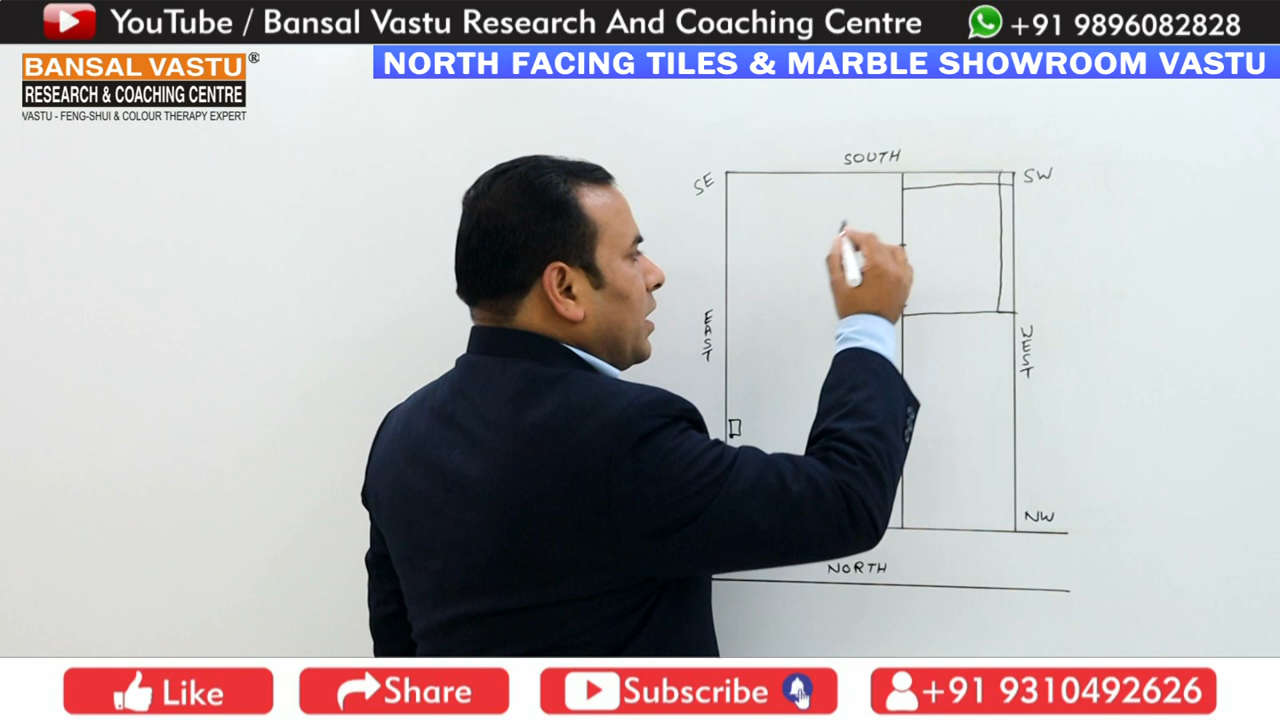 YouTube / Bansal Vastu Research And Coaching Centre
+91 9896082828
BANSAL VASTU®
RESEARCH & COACHING CENTRE
VASTU - FENG-SHUI & COLOUR THERAPY EXPERT
NORTH FACING TILES & MARBLE SHOWROOM VASTU
SOUTH
SE
SW
EAST
WEST
NW
NORTH
Like
Share
Subscribe
+91 9310492626